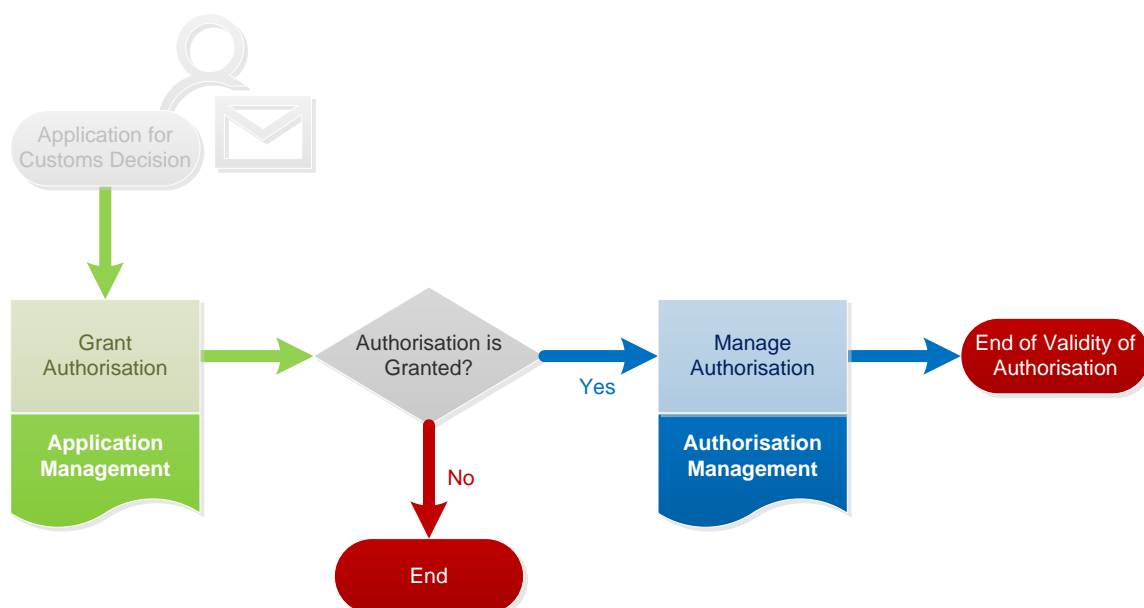 Application for
Customs Decision
Grant
Authorisation
Application
Management
Authorisation is
Granted?
Yes
No
End
Manage
Authorisation
Authorisation
Management
End of Validity of
Authorisation